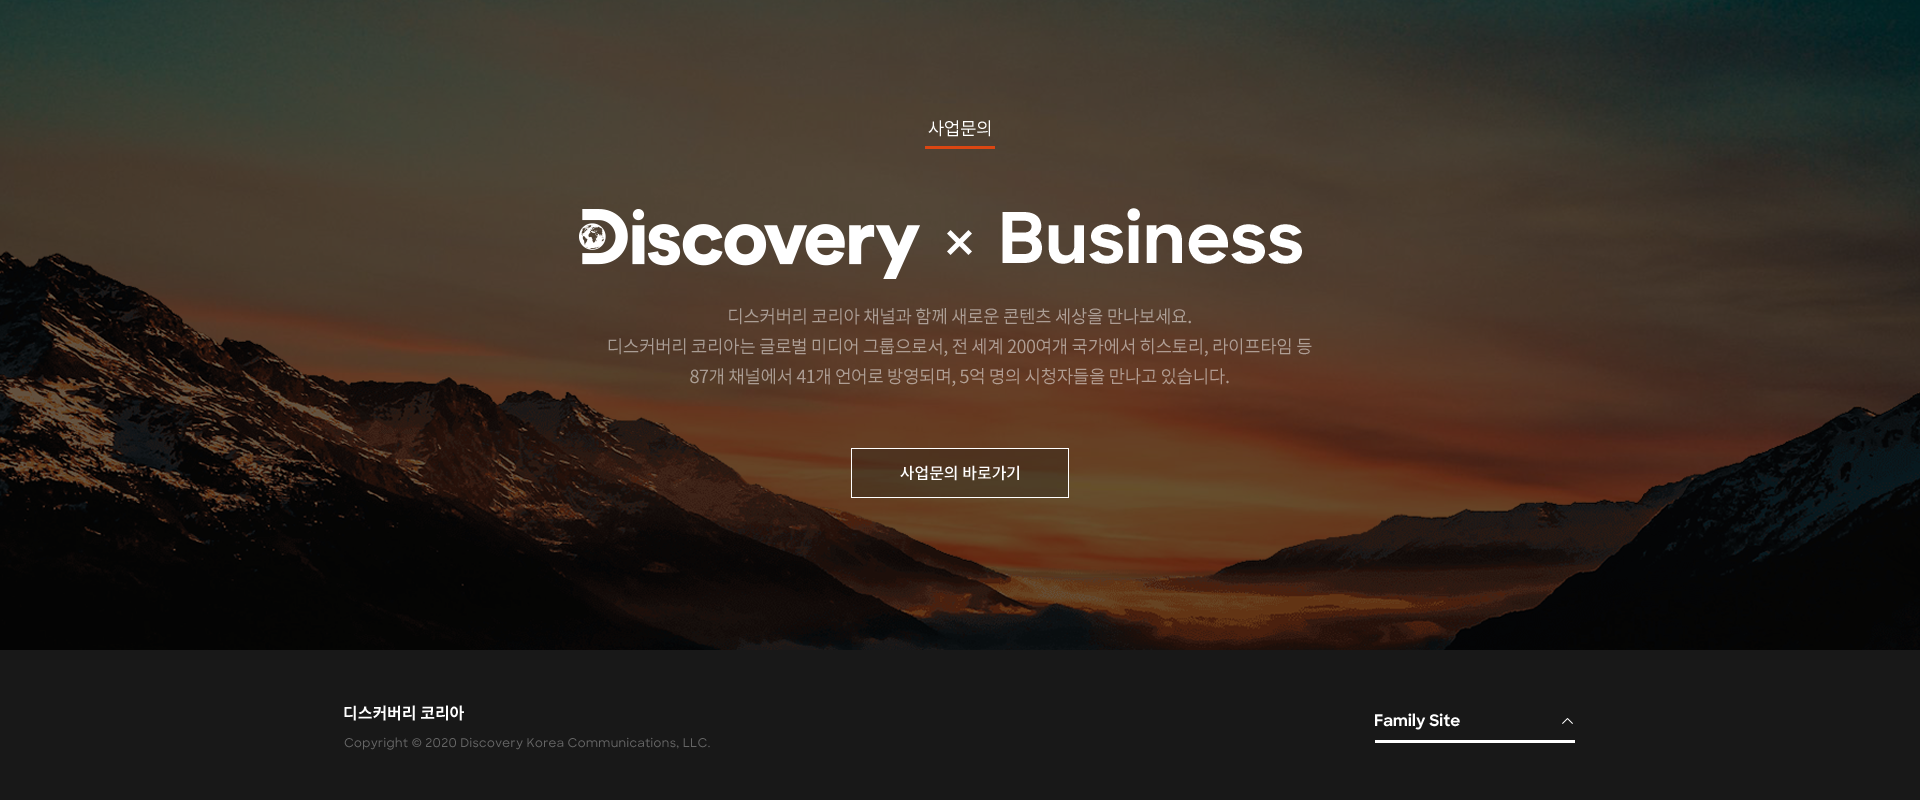 사업문의
Discovery × Business
디스커버리 코리아 채널과 함께 새로운 콘텐츠 세상을 만나보세요.
디스커버리 코리아는 글로벌 미디어 그룹으로서, 전 세계 200여개 국가에서 히스토리, 라이프타임 등
87개 채널에서 41개 언어로 방영되며, 5억 명의 시청자들을 만나고 있습니다.
사업문의 바로가기
디스커버리 코리아
Copyright © 2020 Discovery Korea Communications, LLC.
Family Site